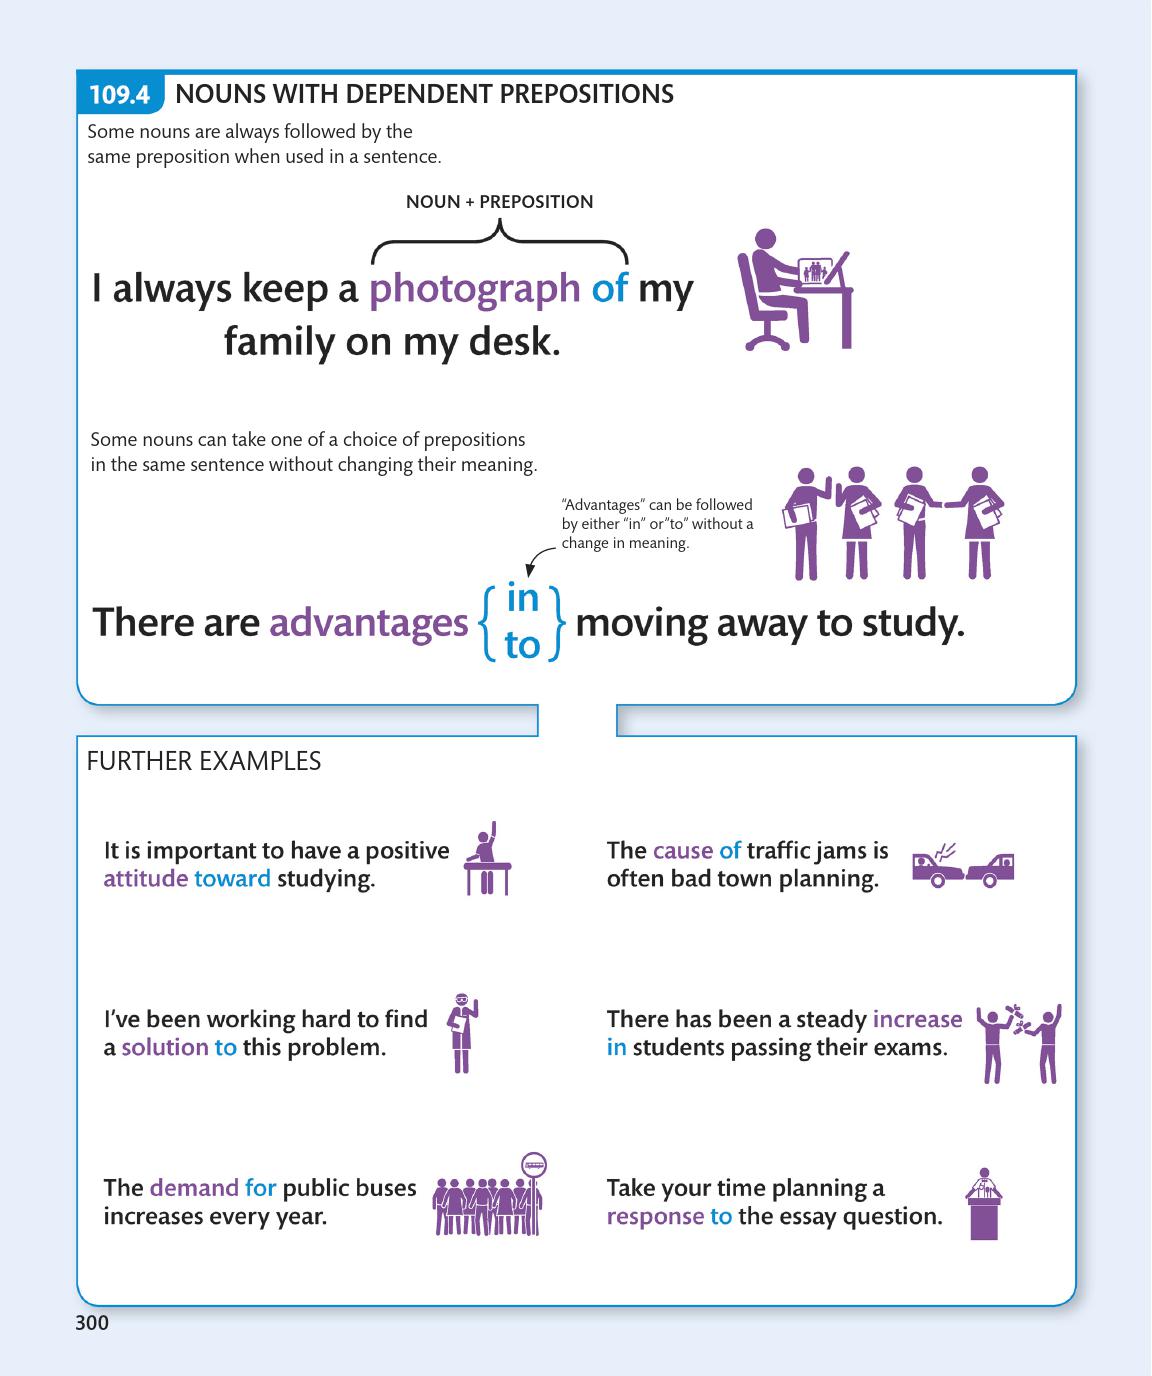 109.4 NOUNS WITH DEPENDENT PREPOSITIONS
Some nouns are always followed by the
same preposition when used in a sentence.
NOUN + PREPOSITION
I always keep a photograph of my
family on my desk.
Some nouns can take one of a choice of prepositions
in the same sentence without changing their meaning.
“Advantages” can be followed
by either “in” or“to” without a
change in meaning.
in
There are advantages { } moving away to study.
to
FURTHER EXAMPLES
It is important to have a positive
attitude toward studying.
The cause of traffic jams is
often bad town planning.
I’ve been working hard to find
a solution to this problem.
There has been a steady increase
in students passing their exams.
The demand for public buses
increases every year.
Take your time planning a
response to the essay question.
300